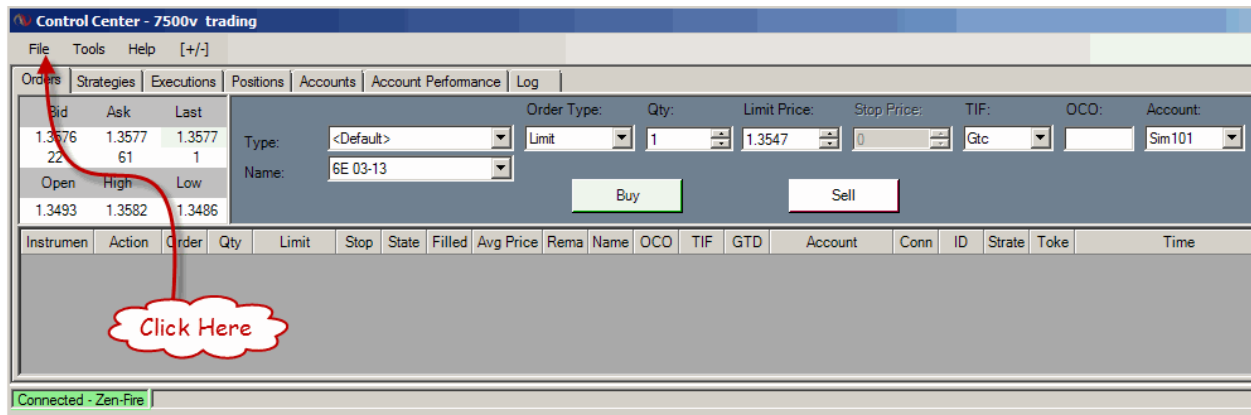 Control Center - 7500v trading
File Tools Help [+/-]
Orders Strategies Executions Positions Accounts Account Performance Log
Bid Ask Last
1.3576 1.3577 1.3577
22 61 1
Open High Low
1.3493 1.3582 1.3486
Order Type: Qty: Limit Price: Stop Price: TIF: OCO: Account:
Type: <Default> Limit 1 1.3547 0 Gtc Sim101
Name: 6E 03-13
Buy Sell
Instrumen Action Order Qty Limit Stop State Filled Avg Price Rema Name OCO TIF GTD Account Conn ID Strate Toke Time
Click Here
Connected - Zen-Fire